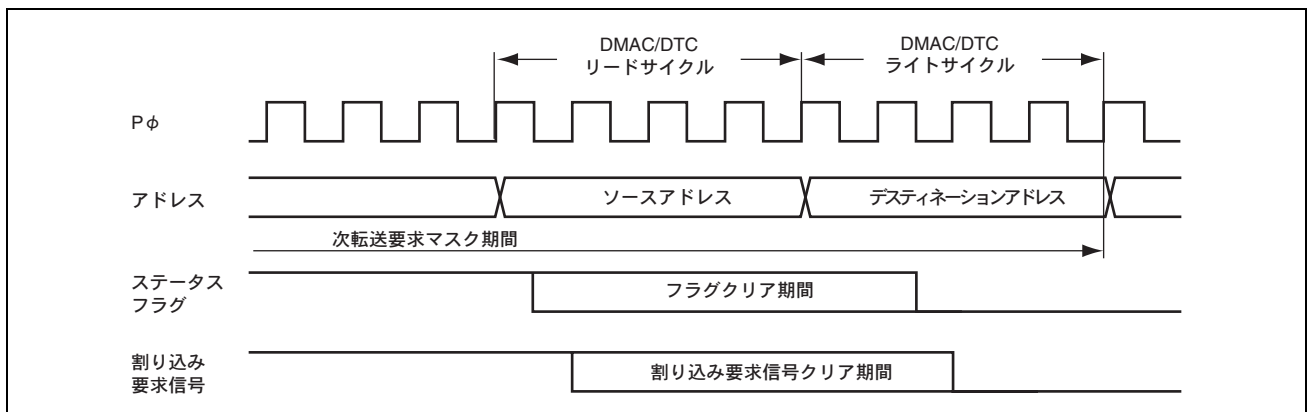 DMAC/DTC
リードサイクル
DMAC/DTC
ライトサイクル
Pφ
アドレス
ソースアドレス
デスティネーションアドレス
次転送要求マスク期間
ステータス
フラグ
フラグクリア期間
割り込み
要求信号
割り込み要求信号クリア期間